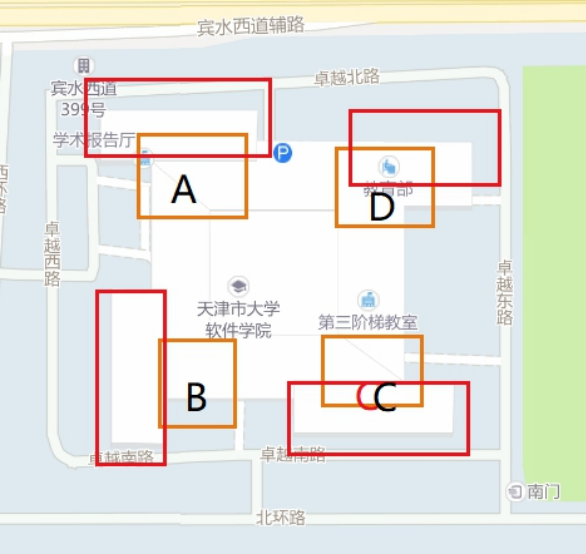 宾水西道辅路
卓越北路
宾水西道
399号
学术报告厅
P
A
教育部
D
卓越西路
天津市大学
软件学院
第三阶梯教室
卓越东路
B
C
C
卓越南路
卓越南路
南门
北环路